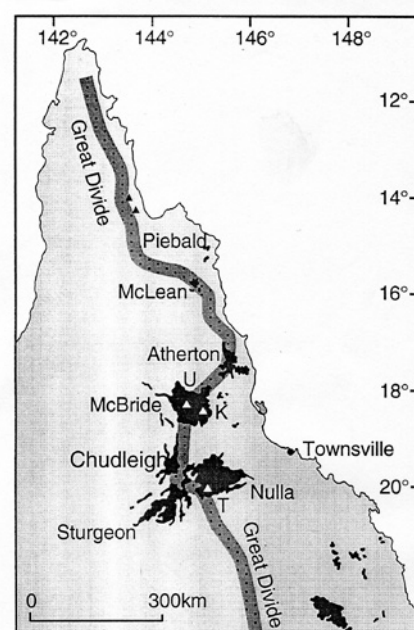 142° 144° 146° 148°
12°
Great Divide
14°
Piebald
McLean
16°
Atherton
U
18°
McBride
K
Townsville
Chudleigh
Nulla
20°
T
Sturgeon
Great Divide
0 300km